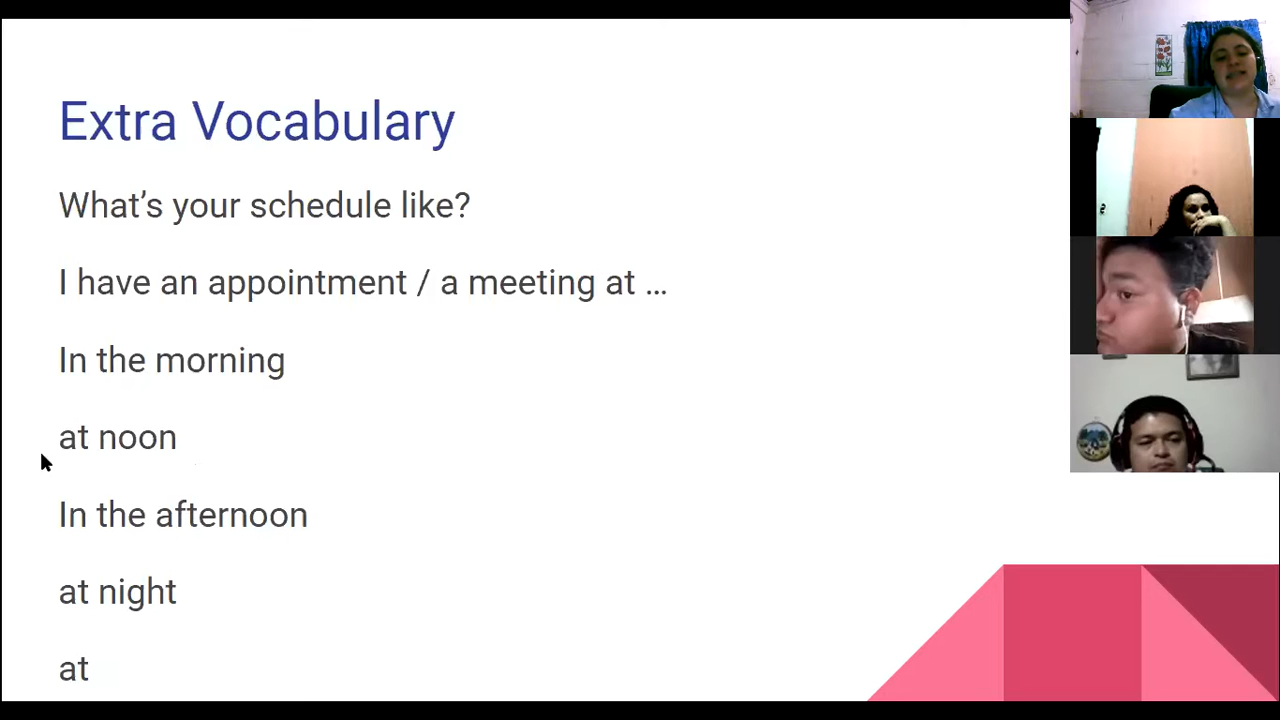 Extra Vocabulary
What's your schedule like?
I have an appointment / a meeting at ...
In the morning
at noon
In the afternoon
at night
at